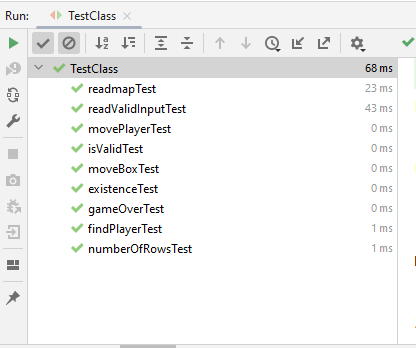 Run: TestClass
TestClass 68 ms
readmapTest 23 ms
readValidInputTest 43 ms
movePlayerTest 0 ms
isValidTest 0 ms
moveBoxTest 0 ms
existenceTest 0 ms
gameOverTest 0 ms
findPlayerTest 1 ms
numberOfRowsTest 1 ms